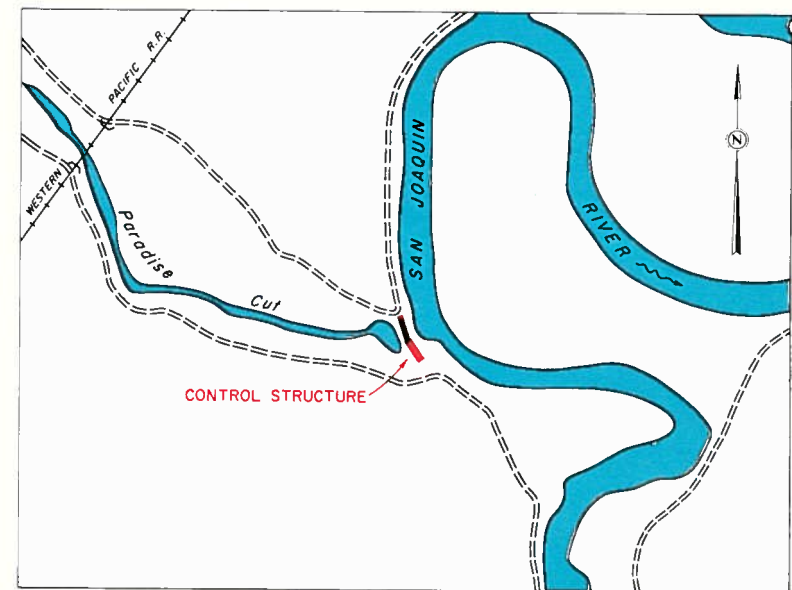 WESTERN PACIFIC R.R.
Paradise Cut
SAN JOAQUIN
RIVER
N
CONTROL STRUCTURE